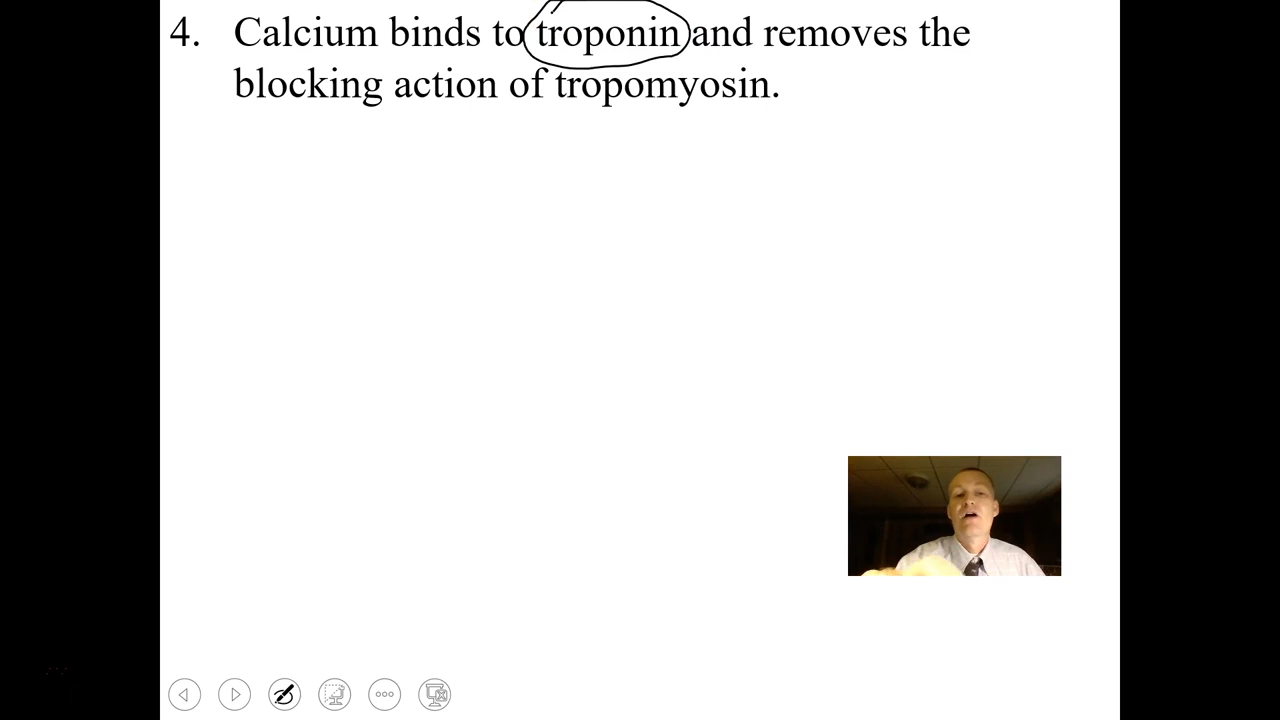 4. Calcium binds to troponin and removes the
blocking action of tropomyosin.